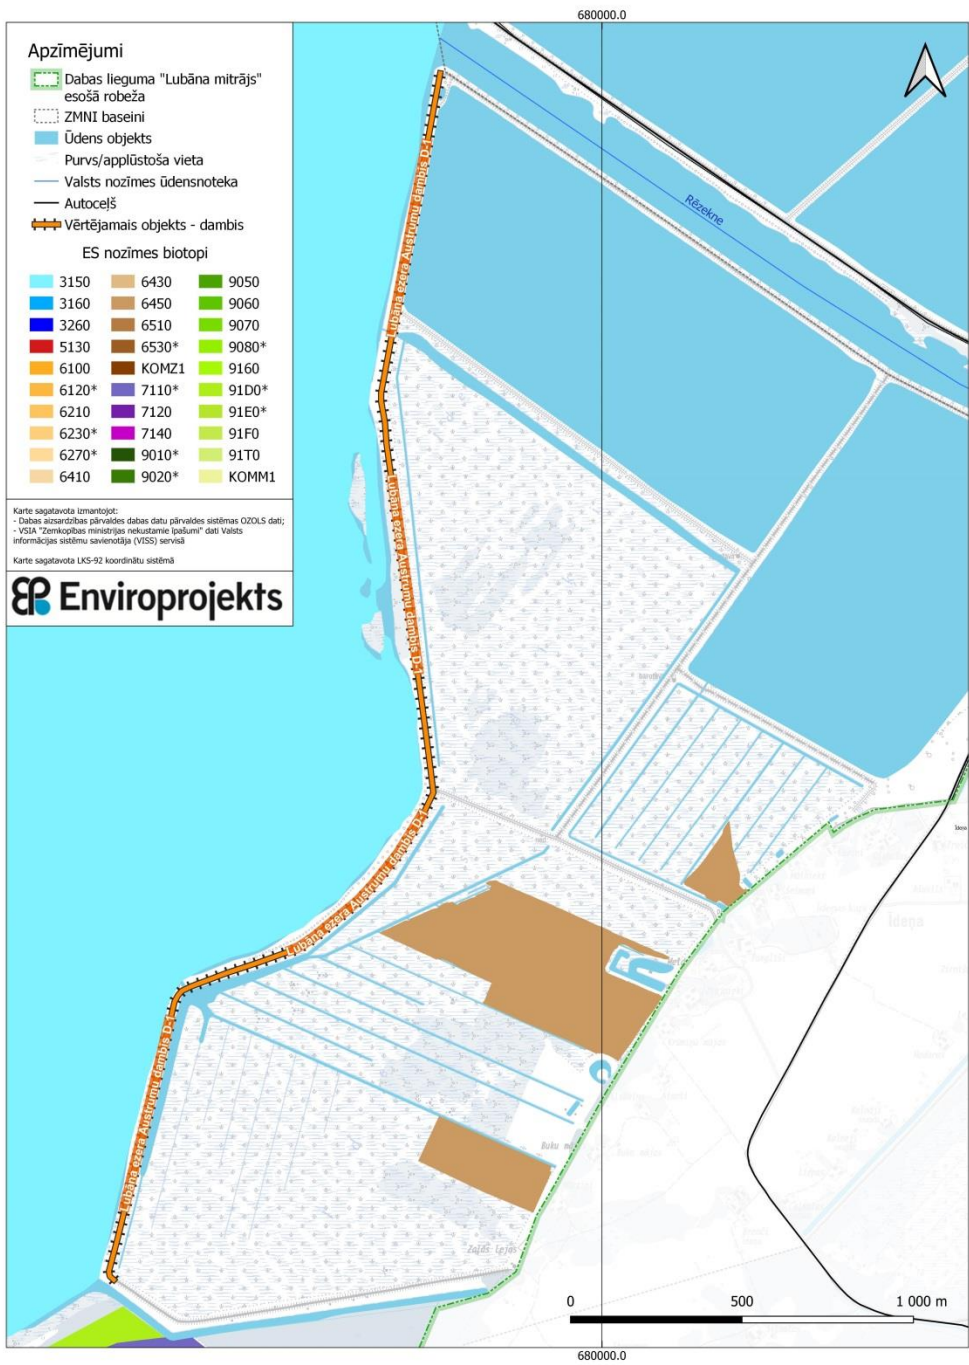 680000.0
Apzīmējumi
Dabas lieguma "Lubāna mitrājs"
esošā robeža
ZMNI baseini
Ūdens objekts
Purvs/applūstoša vieta
Valsts nozīmes ūdensnoteka
Autoceļš
Vērtējamais objekts - dambis
ES nozīmes biotopi
3150 6430 9050
3160 6450 9060
3260 6510 9070
5130 6530* 9080*
6100 KOMZ1 9160
6120* 7110* 91D0*
6210 7120 91E0*
6230* 7140 91F0
6270* 9010* 91T0
6410 9020* KOMM1
Karte sagatavota izmantojot:
- Dabas aizsardzības pārvaldes dabas datu pārvaldes sistēmas OZOLS dati;
- VSIA "Zemkopības ministrijas nekustamie īpašumi" dati Valsts
informācijas sistēmu savienotāja (VISS) servisā
Karte sagatavota LKS-92 koordinātu sistēmā
Enviroprojekts
Rēzekne
Lubāna ezera Austrumu dambis D-1
Lubāna ezera Austrumu dambis D-1
Lubāna ezera Austrumu dambis D-1
Lubāna ezera Austrumu dambis D-1
Īdeņa
Zaļās Lejas
0 500 1 000 m
680000.0